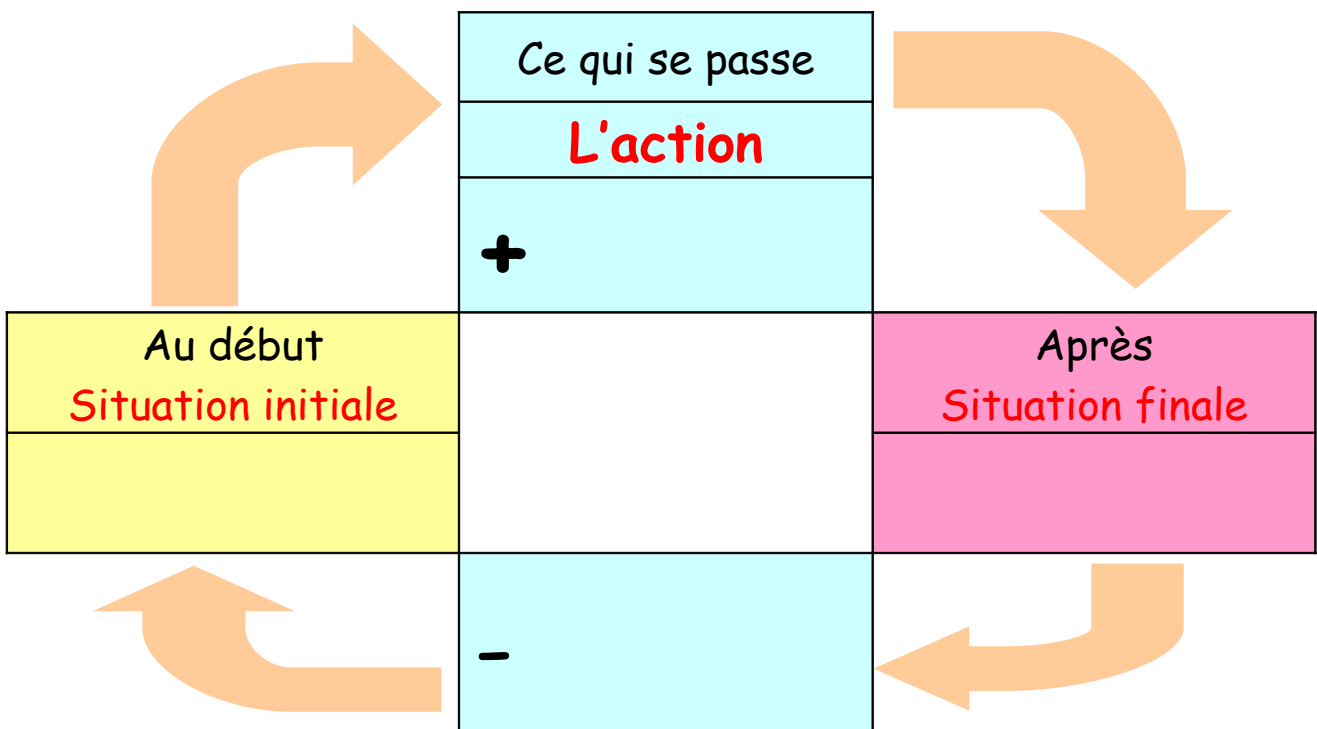 Ce qui se passe
L'action
+
Au début
Situation initiale
Après
Situation finale
-